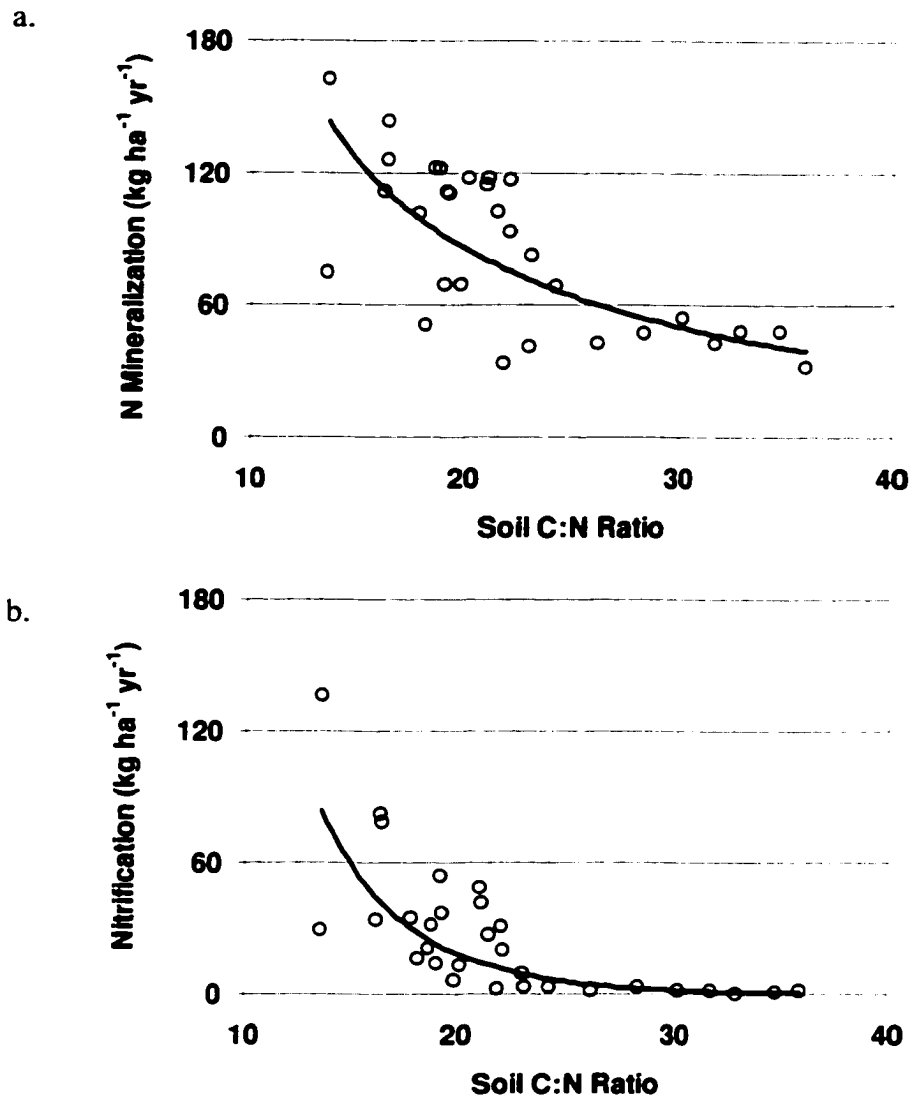 a.
N Mineralization (kg ha⁻¹ yr⁻¹)
180
120
60
0
10 20 30 40
Soil C:N Ratio
b.
Nitrification (kg ha⁻¹ yr⁻¹)
180
120
60
0
10 20 30 40
Soil C:N Ratio